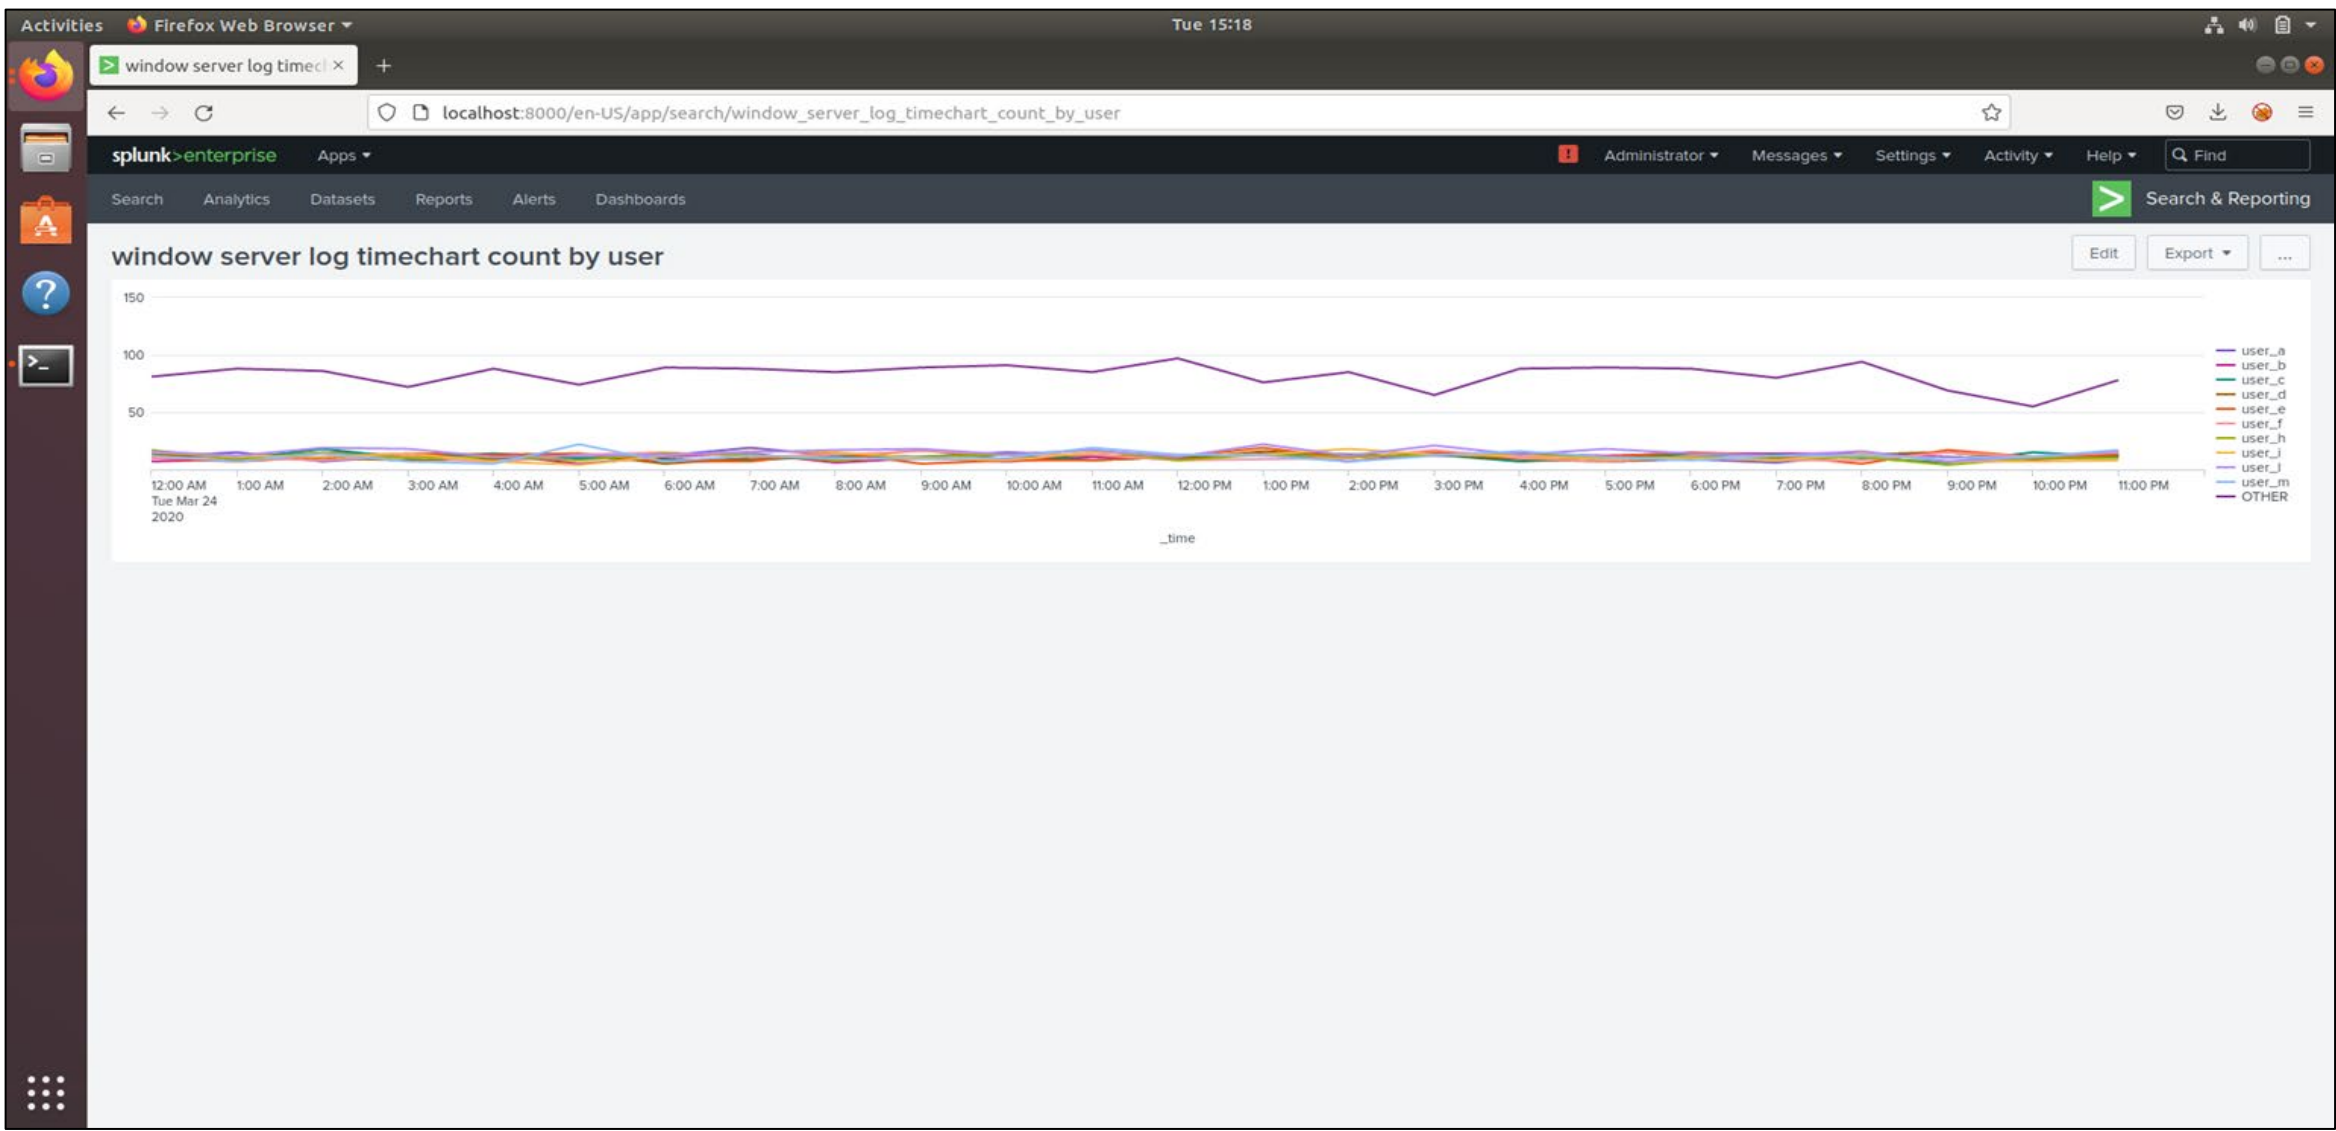 Activities Firefox Web Browser Tue 15:18
window server log timec
localhost:8000/en-US/app/search/window_server_log_timechart_count_by_user
splunk>enterprise Apps Administrator Messages Settings Activity Help Find
Search Analytics Datasets Reports Alerts Dashboards Search & Reporting
window server log timechart count by user Edit Export ...
150
100
50
user_a
user_b
user_c
user_d
user_e
user_f
user_h
user_i
user_l
user_m
OTHER
12:00 AM 1:00 AM 2:00 AM 3:00 AM 4:00 AM 5:00 AM 6:00 AM 7:00 AM 8:00 AM 9:00 AM 10:00 AM 11:00 AM 12:00 PM 1:00 PM 2:00 PM 3:00 PM 4:00 PM 5:00 PM 6:00 PM 7:00 PM 8:00 PM 9:00 PM 10:00 PM 11:00 PM
Tue Mar 24
2020
_time